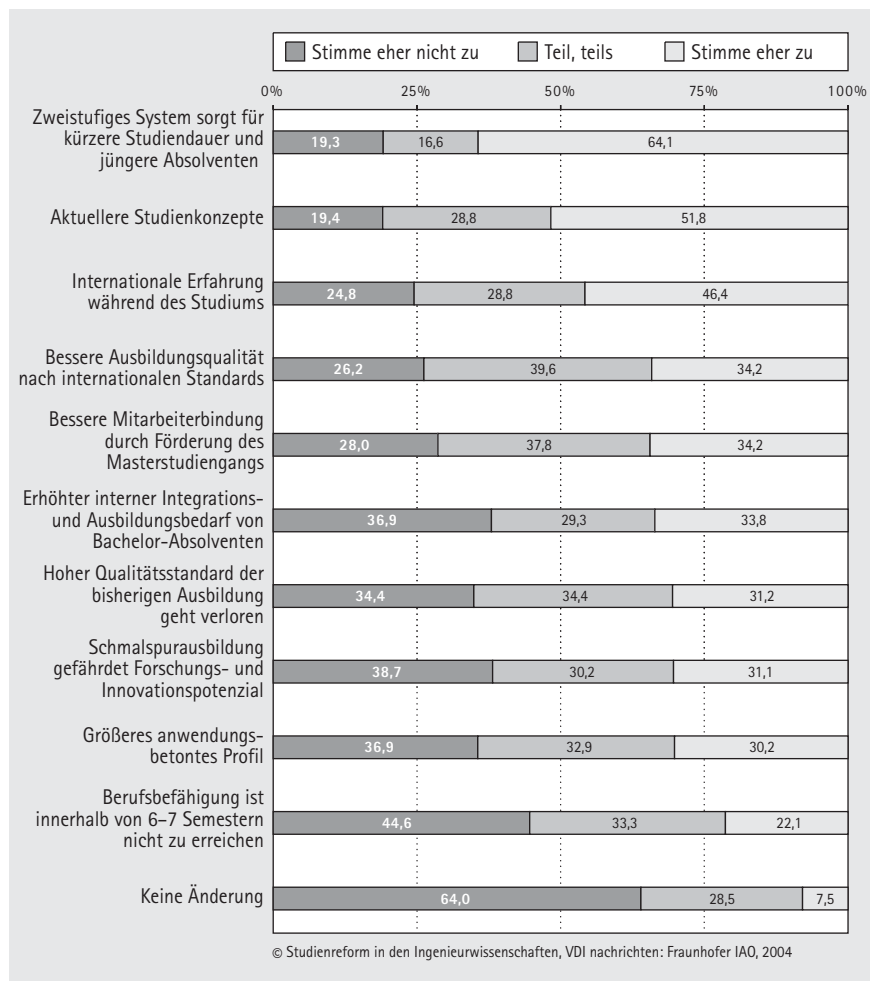 Stimme eher nicht zu Teil, teils Stimme eher zu
0% 25% 50% 75% 100%
Zweistufiges System sorgt für
kürzere Studiendauer und
jüngere Absolventen
19,3 16,6 64,1
Aktuellere Studienkonzepte
19,4 28,8 51,8
Internationale Erfahrung
während des Studiums
24,8 28,8 46,4
Bessere Ausbildungsqualität
nach internationalen Standards
26,2 39,6 34,2
Bessere Mitarbeiterbindung
durch Förderung des
Masterstudiengangs
28,0 37,8 34,2
Erhöhter interner Integrations-
und Ausbildungsbedarf von
Bachelor-Absolventen
36,9 29,3 33,8
Hoher Qualitätsstandard der
bisherigen Ausbildung
geht verloren
34,4 34,4 31,2
Schmalspurausbildung
gefährdet Forschungs- und
Innovationspotenzial
38,7 30,2 31,1
Größeres anwendungs-
betontes Profil
36,9 32,9 30,2
Berufsbefähigung ist
innerhalb von 6–7 Semestern
nicht zu erreichen
44,6 33,3 22,1
Keine Änderung
64,0 28,5 7,5
© Studienreform in den Ingenieurwissenschaften, VDI nachrichten: Fraunhofer IAO, 2004